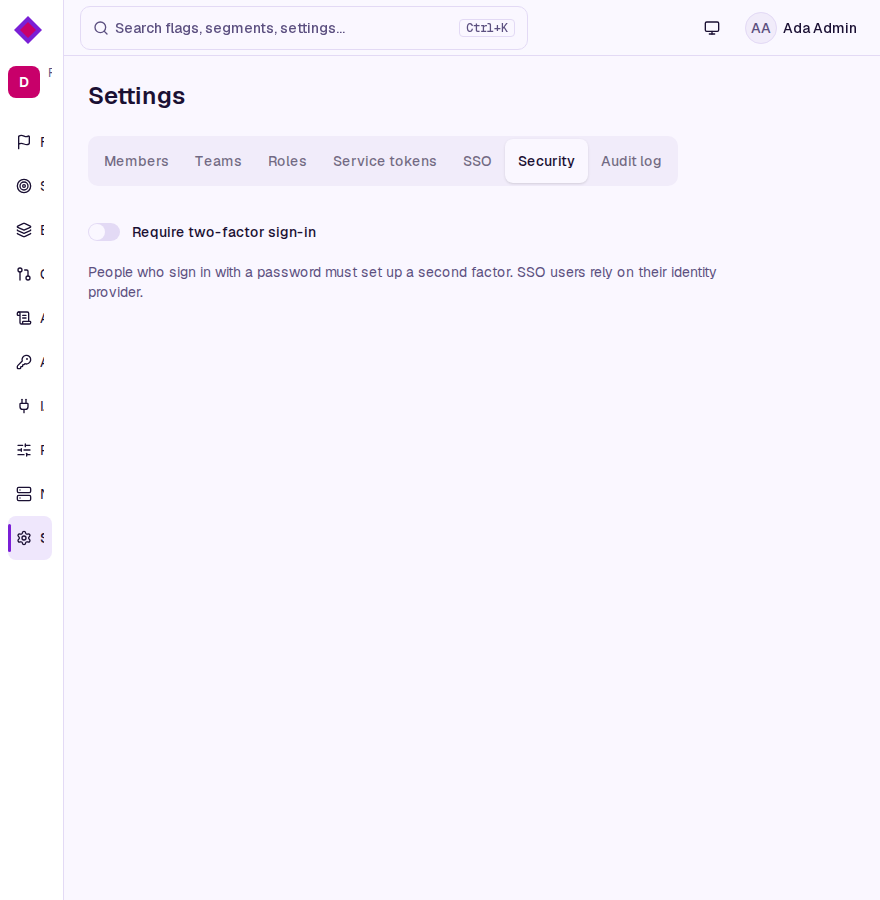 Search flags, segments, settings...
Ctrl+K
AA
Ada Admin
D
Settings
Members
Teams
Roles
Service tokens
SSO
Security
Audit log
Require two-factor sign-in
People who sign in with a password must set up a second factor. SSO users rely on their identity
provider.